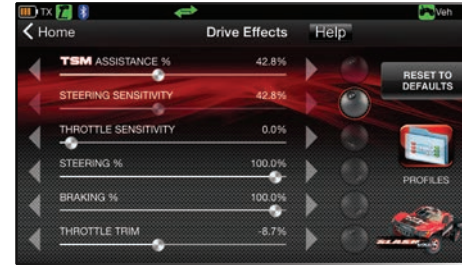 TX Veh
Home Drive Effects Help
TSM ASSISTANCE % 42.8%
RESET TO
DEFAULTS
STEERING SENSITIVITY 42.8%
THROTTLE SENSITIVITY 0.0%
STEERING % 100.0%
PROFILES
BRAKING % 100.0%
THROTTLE TRIM -8.7%
SLASH